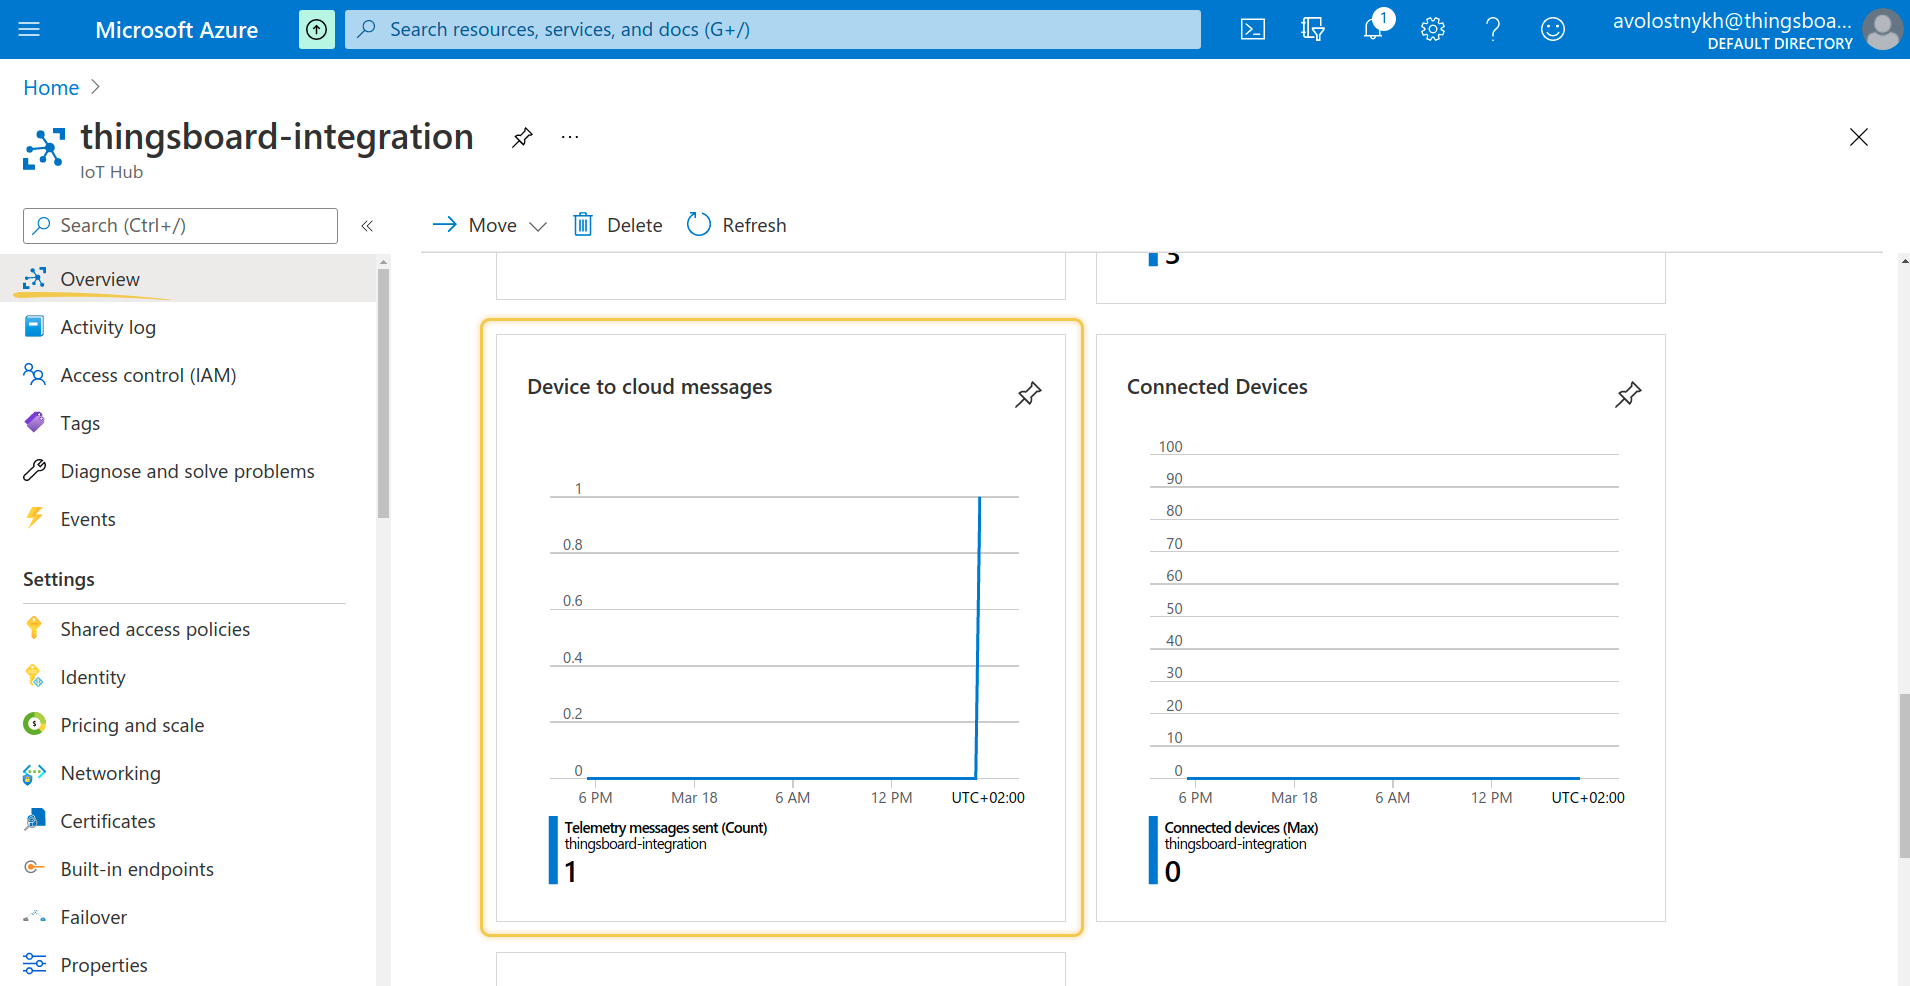 Microsoft Azure
Search resources, services, and docs (G+/)
1
avolostnykh@thingsboa...
DEFAULT DIRECTORY
Home
thingsboard-integration
IoT Hub
Search (Ctrl+/)
Move
Delete
Refresh
Overview
Activity log
Access control (IAM)
Tags
Diagnose and solve problems
Events
Settings
Shared access policies
Identity
Pricing and scale
Networking
Certificates
Built-in endpoints
Failover
Properties
Device to cloud messages
1
0.8
0.6
0.4
0.2
0
6 PM Mar 18 6 AM 12 PM UTC+02:00
Telemetry messages sent (Count)
thingsboard-integration
1
Connected Devices
100
90
80
70
60
50
40
30
20
10
0
6 PM Mar 18 6 AM 12 PM UTC+02:00
Connected devices (Max)
thingsboard-integration
0